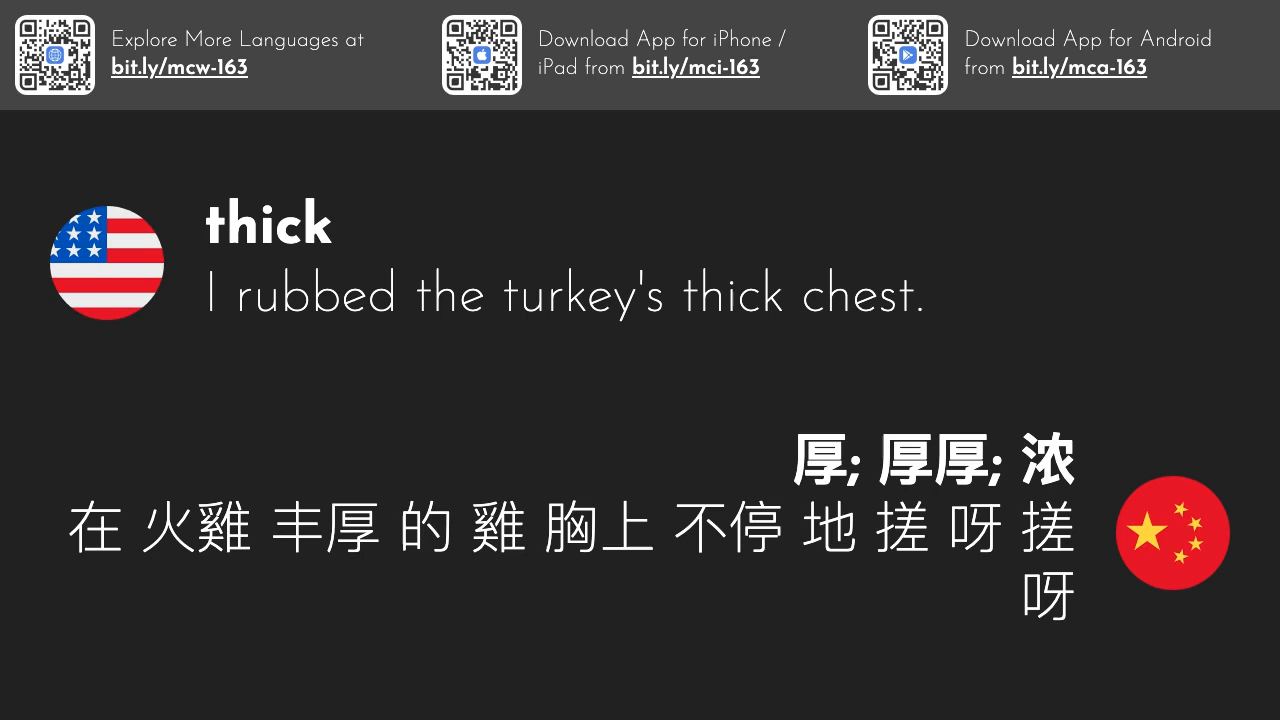 Explore More Languages at
bit.ly/mcw-163
Download App for iPhone /
iPad from bit.ly/mci-163
Download App for Android
from bit.ly/mca-163
thick
I rubbed the turkey's thick chest.
厚; 厚厚; 浓
在 火雞 丰厚 的 雞 胸上 不停 地 搓 呀 搓
呀